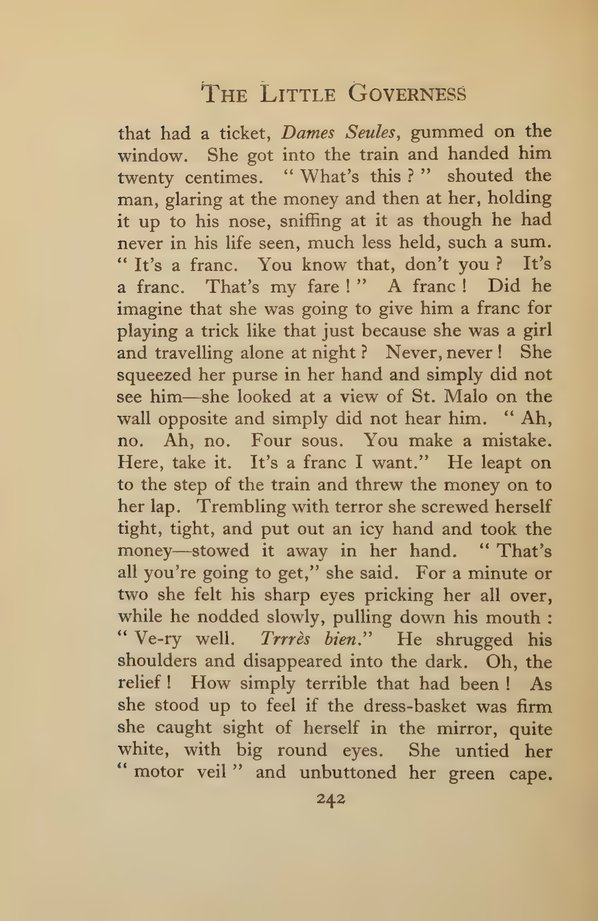 THE LITTLE GOVERNESS
that had a ticket, Dames Seules, gummed on the
window. She got into the train and handed him
twenty centimes. “ What's this ? ” shouted the
man, glaring at the money and then at her, holding
it up to his nose, sniffing at it as though he had
never in his life seen, much less held, such a sum.
“ It's a franc. You know that, don't you ? It's
a franc. That's my fare ! ” A franc ! Did he
imagine that she was going to give him a franc for
playing a trick like that just because she was a girl
and travelling alone at night ? Never, never ! She
squeezed her purse in her hand and simply did not
see him—she looked at a view of St. Malo on the
wall opposite and simply did not hear him. “ Ah,
no. Ah, no. Four sous. You make a mistake.
Here, take it. It's a franc I want.” He leapt on
to the step of the train and threw the money on to
her lap. Trembling with terror she screwed herself
tight, tight, and put out an icy hand and took the
money—stowed it away in her hand. “ That's
all you're going to get,” she said. For a minute or
two she felt his sharp eyes pricking her all over,
while he nodded slowly, pulling down his mouth :
“ Ve-ry well. Trrrès bien.” He shrugged his
shoulders and disappeared into the dark. Oh, the
relief ! How simply terrible that had been ! As
she stood up to feel if the dress-basket was firm
she caught sight of herself in the mirror, quite
white, with big round eyes. She untied her
“ motor veil ” and unbuttoned her green cape.
242